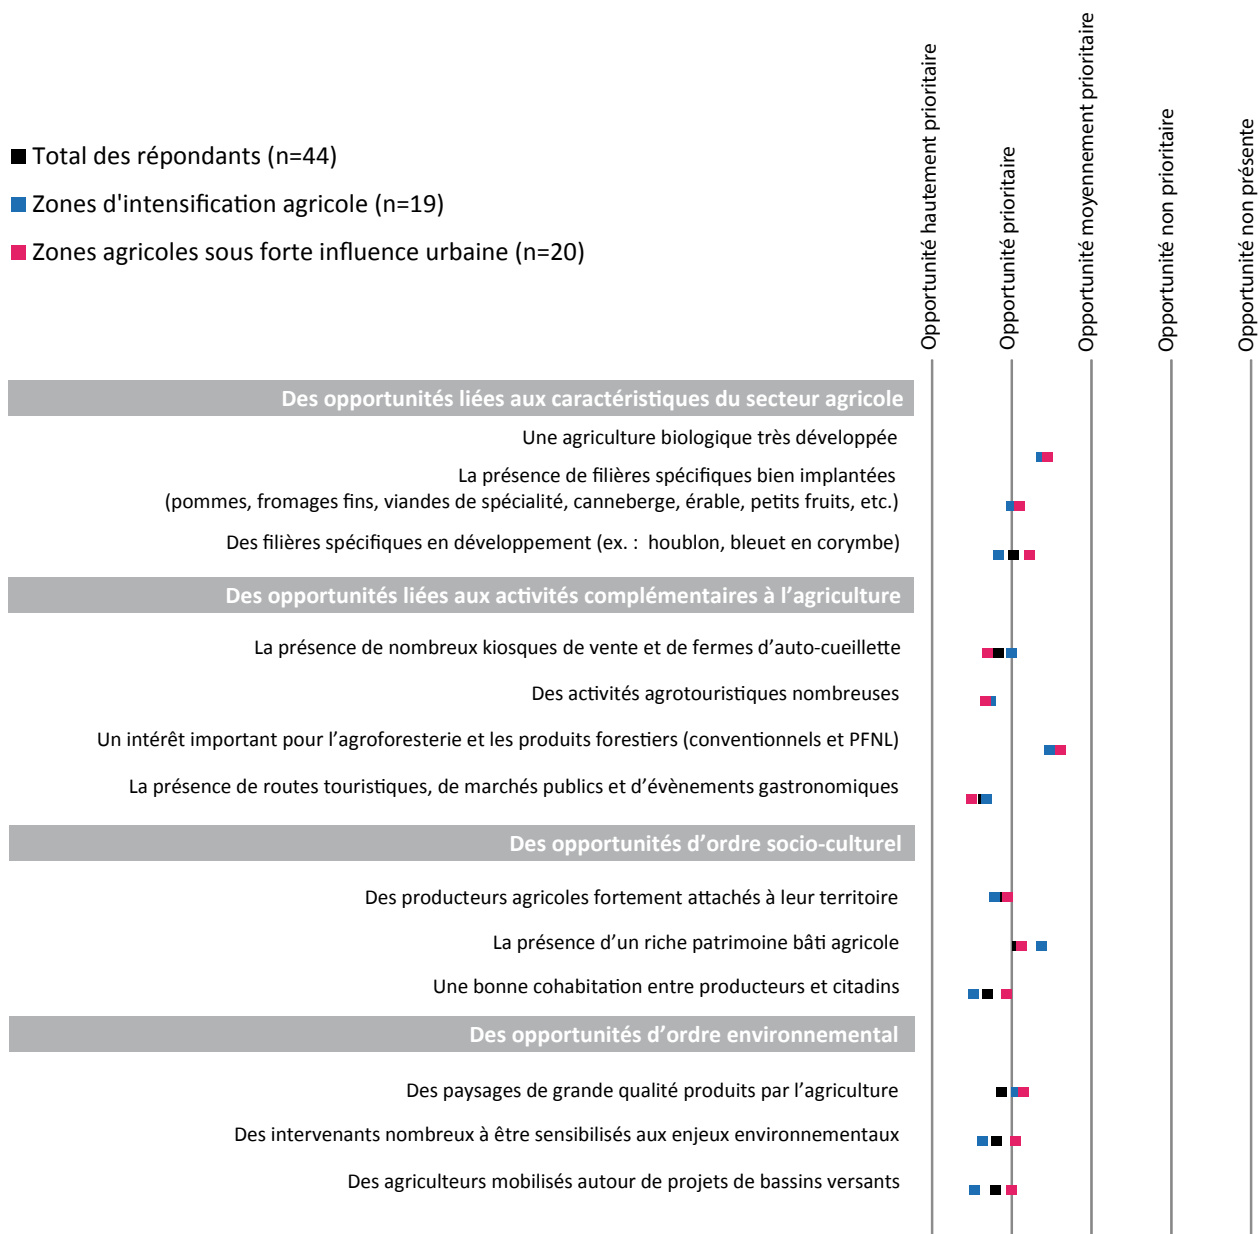 Opportunité hautement prioritaire
Opportunité prioritaire
Opportunité moyennement prioritaire
Opportunité non prioritaire
Opportunité non présente
Total des répondants (n=44)
Zones d'intensification agricole (n=19)
Zones agricoles sous forte influence urbaine (n=20)
Des opportunités liées aux caractéristiques du secteur agricole
Une agriculture biologique très développée
La présence de filières spécifiques bien implantées
(pommes, fromages fins, viandes de spécialité, canneberge, érable, petits fruits, etc.)
Des filières spécifiques en développement (ex. : houblon, bleuet en corymbe)
Des opportunités liées aux activités complémentaires à l’agriculture
La présence de nombreux kiosques de vente et de fermes d’auto-cueillette
Des activités agrotouristiques nombreuses
Un intérêt important pour l’agroforesterie et les produits forestiers (conventionnels et PFNL)
La présence de routes touristiques, de marchés publics et d’évènements gastronomiques
Des opportunités d’ordre socio-culturel
Des producteurs agricoles fortement attachés à leur territoire
La présence d’un riche patrimoine bâti agricole
Une bonne cohabitation entre producteurs et citadins
Des opportunités d’ordre environnemental
Des paysages de grande qualité produits par l’agriculture
Des intervenants nombreux à être sensibilisés aux enjeux environnementaux
Des agriculteurs mobilisés autour de projets de bassins versants